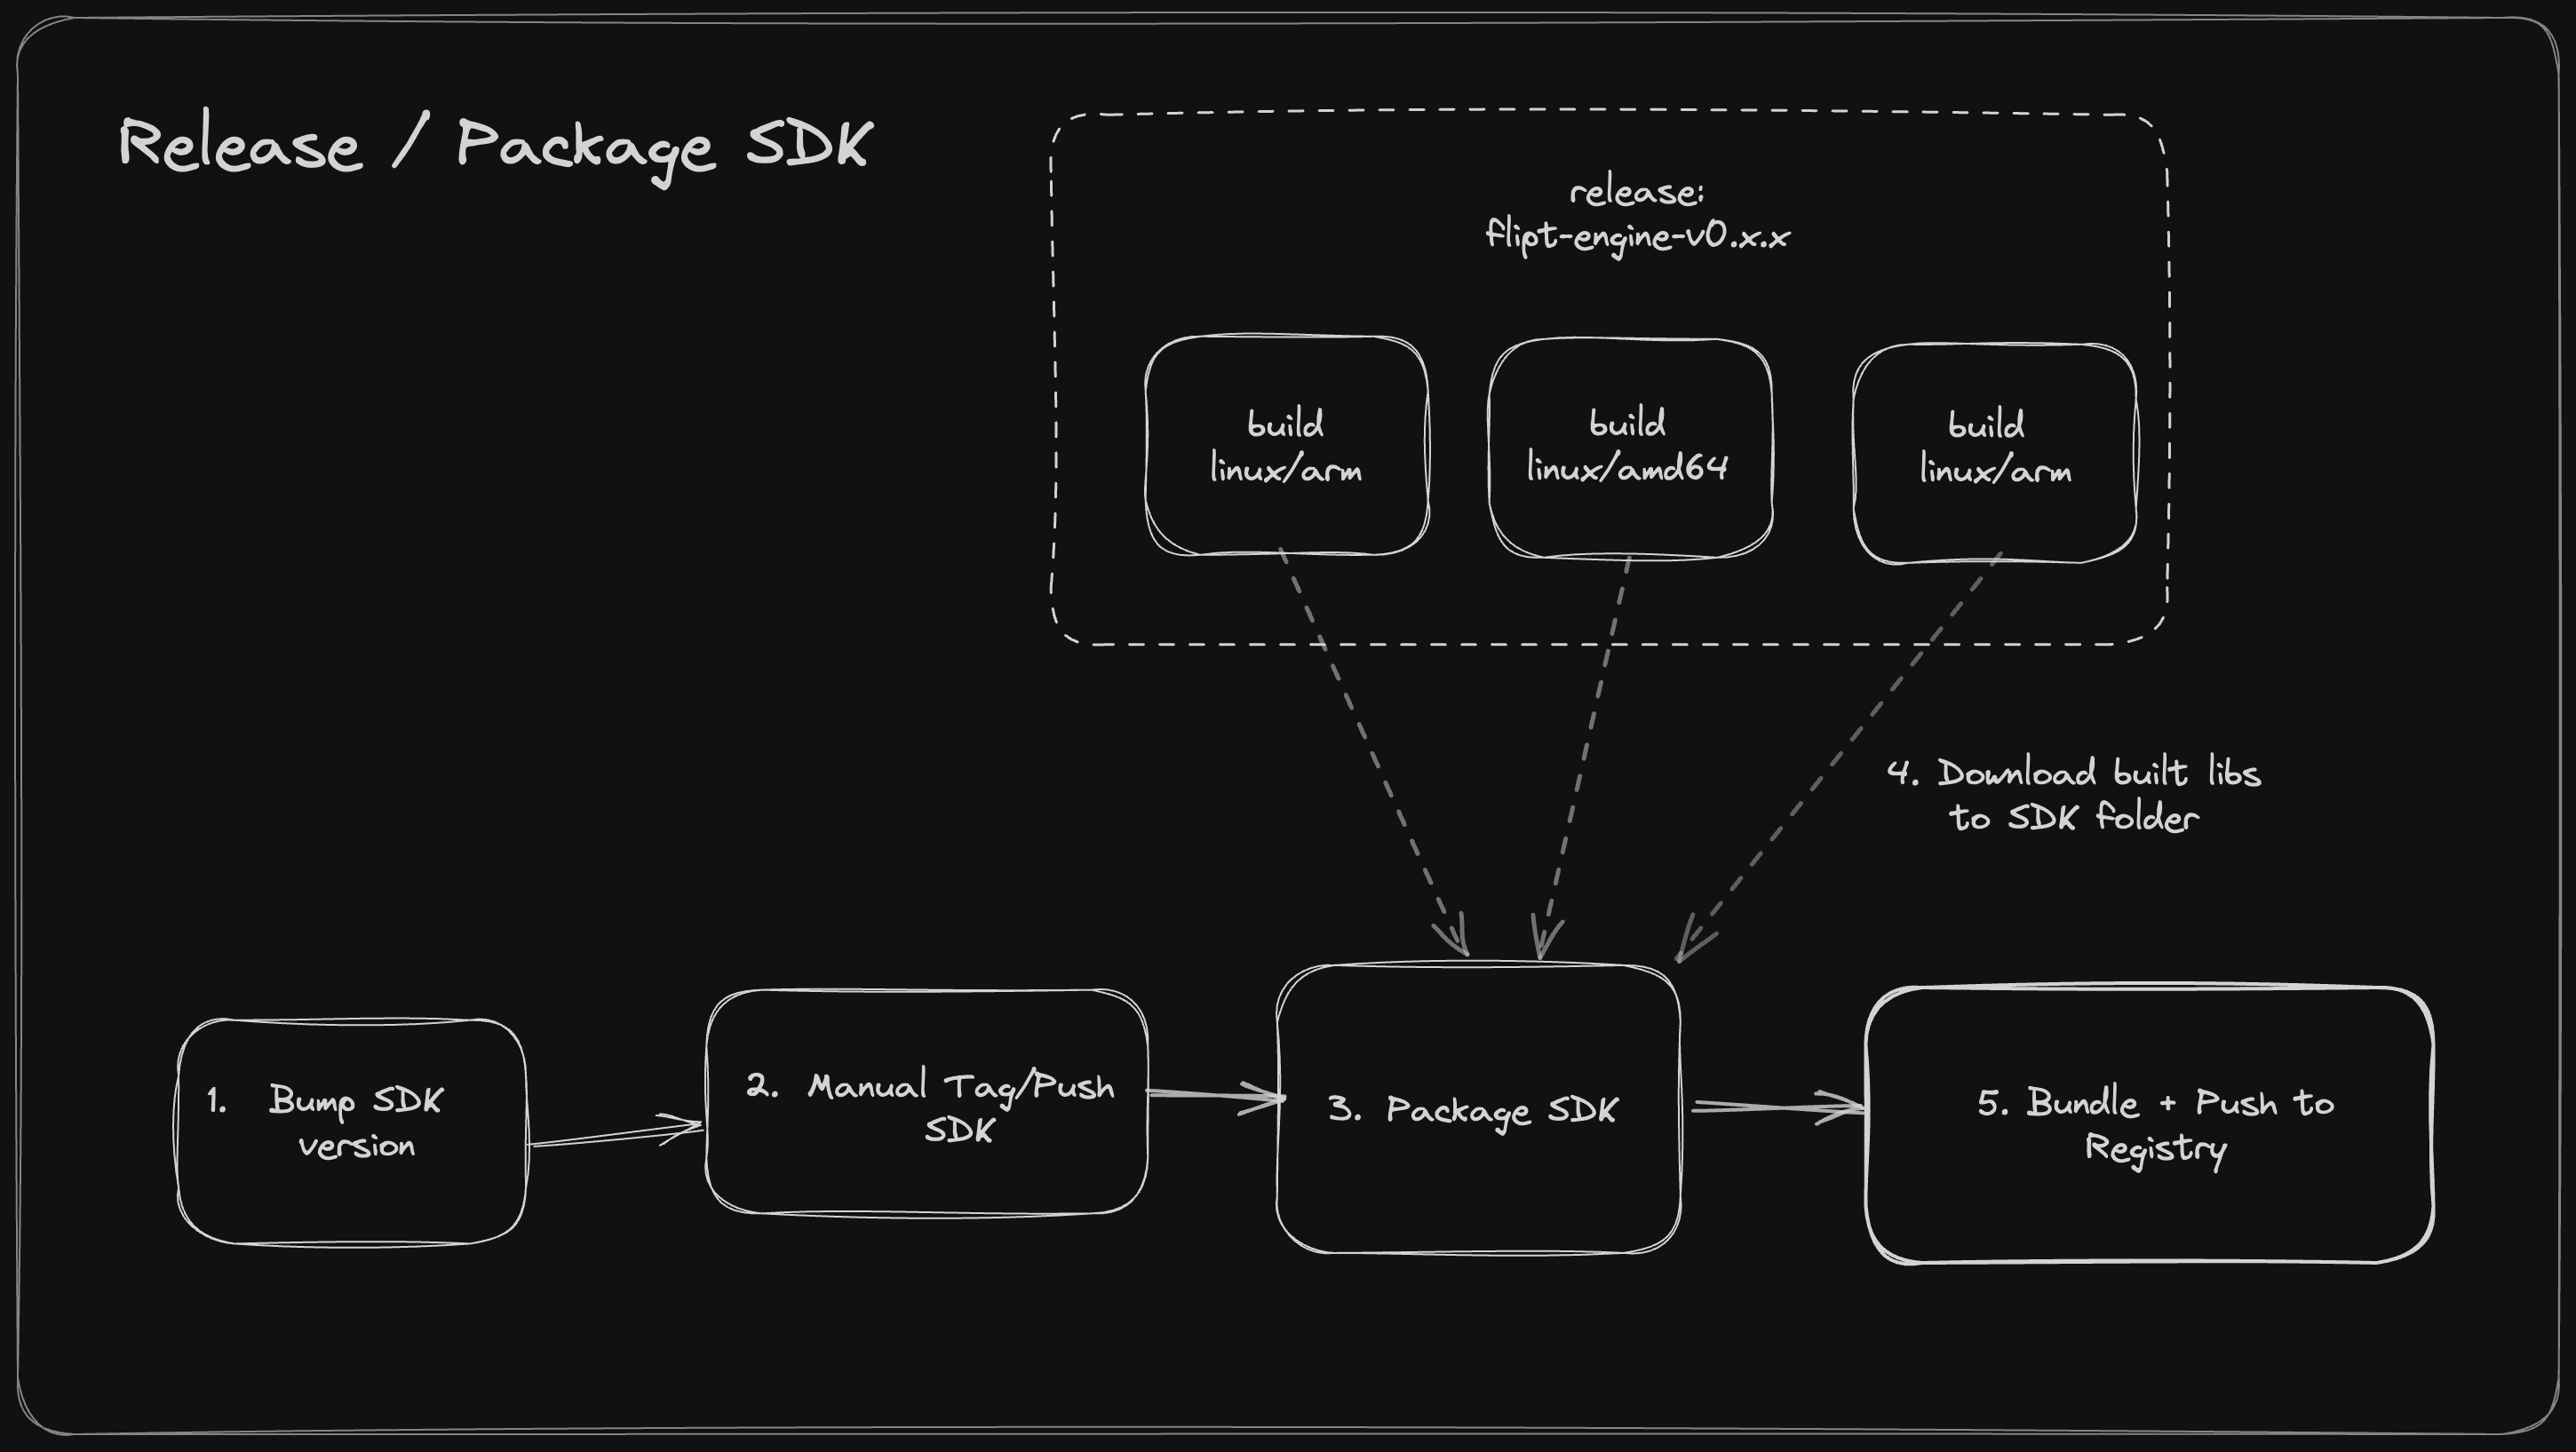 Release / Package SDK
release:
flipt-engine-v0.x.x
build
linux/arm
build
linux/amd64
build
linux/arm
4. Download built libs
to SDK folder
1. Bump SDK
version
2. Manual Tag/Push
SDK
3. Package SDK
5. Bundle + Push to
Registry